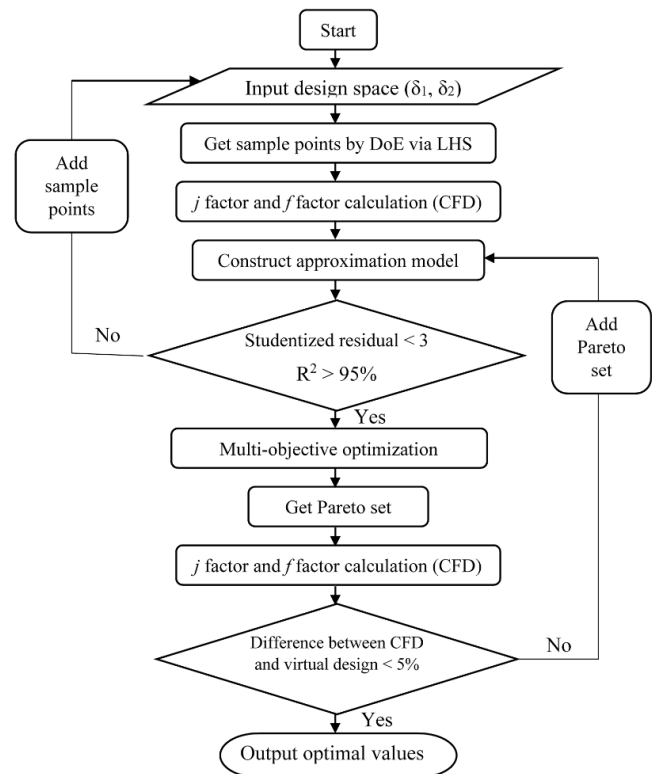 Start
Input design space (δ₁, δ₂)
Get sample points by DoE via LHS
Add
sample
points
j factor and f factor calculation (CFD)
Construct approximation model
No
Studentized residual < 3
R² > 95%
Add
Pareto
set
Yes
Multi-objective optimization
Get Pareto set
j factor and f factor calculation (CFD)
Difference between CFD
and virtual design < 5%
No
Yes
Output optimal values